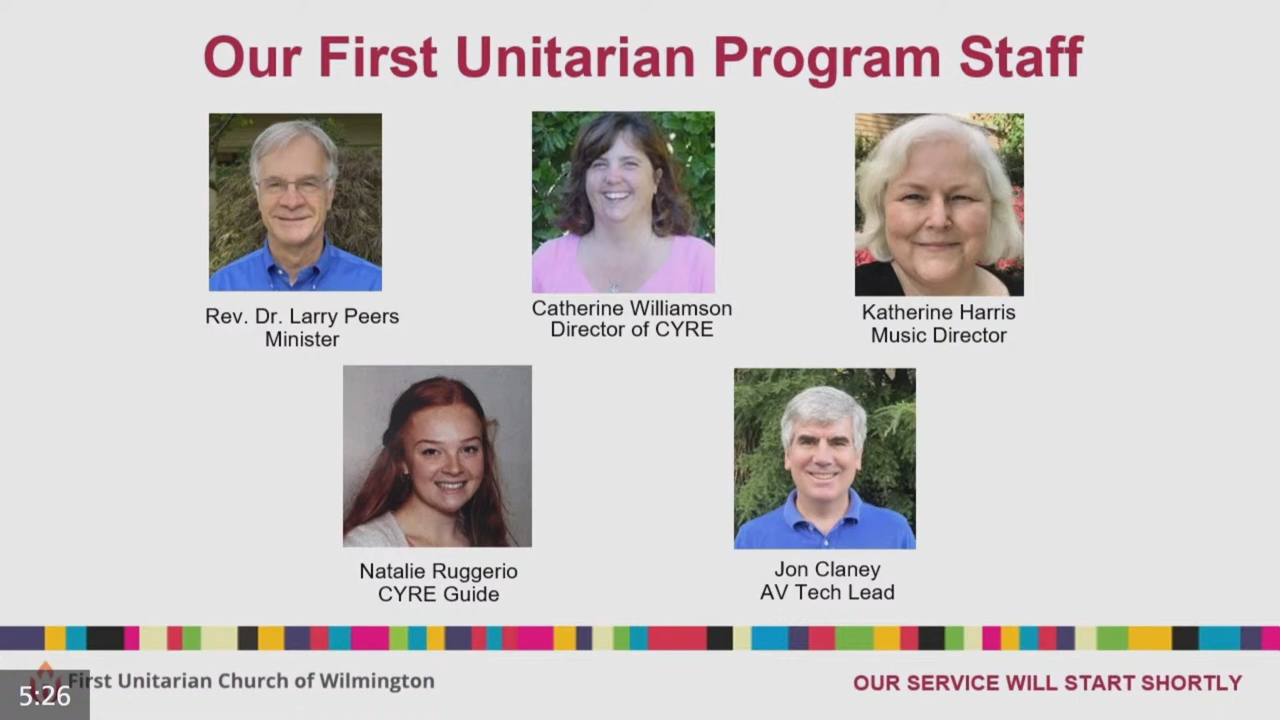 Our First Unitarian Program Staff
Rev. Dr. Larry Peers
Minister
Catherine Williamson
Director of CYRE
Katherine Harris
Music Director
Natalie Ruggerio
CYRE Guide
Jon Claney
AV Tech Lead
First Unitarian Church of Wilmington
OUR SERVICE WILL START SHORTLY
5:26